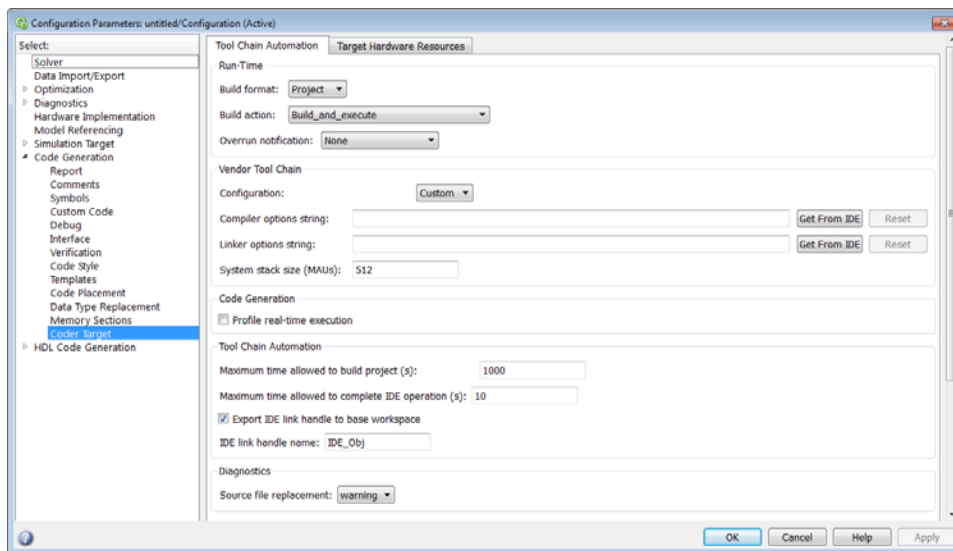 Configuration Parameters: untitled/Configuration (Active)
Select:
Solver
Data Import/Export
Optimization
Diagnostics
Hardware Implementation
Model Referencing
Simulation Target
Code Generation
Report
Comments
Symbols
Custom Code
Debug
Interface
Verification
Code Style
Templates
Code Placement
Data Type Replacement
Memory Sections
Coder Target
HDL Code Generation
Tool Chain Automation Target Hardware Resources
Run-Time
Build format: Project
Build action: Build_and_execute
Overrun notification: None
Vendor Tool Chain
Configuration: Custom
Compiler options string: Get From IDE Reset
Linker options string: Get From IDE Reset
System stack size (MAUs): 512
Code Generation
Profile real-time execution
Tool Chain Automation
Maximum time allowed to build project (s): 1000
Maximum time allowed to complete IDE operation (s): 10
Export IDE link handle to base workspace
IDE link handle name: IDE_Obj
Diagnostics
Source file replacement: warning
OK Cancel Help Apply